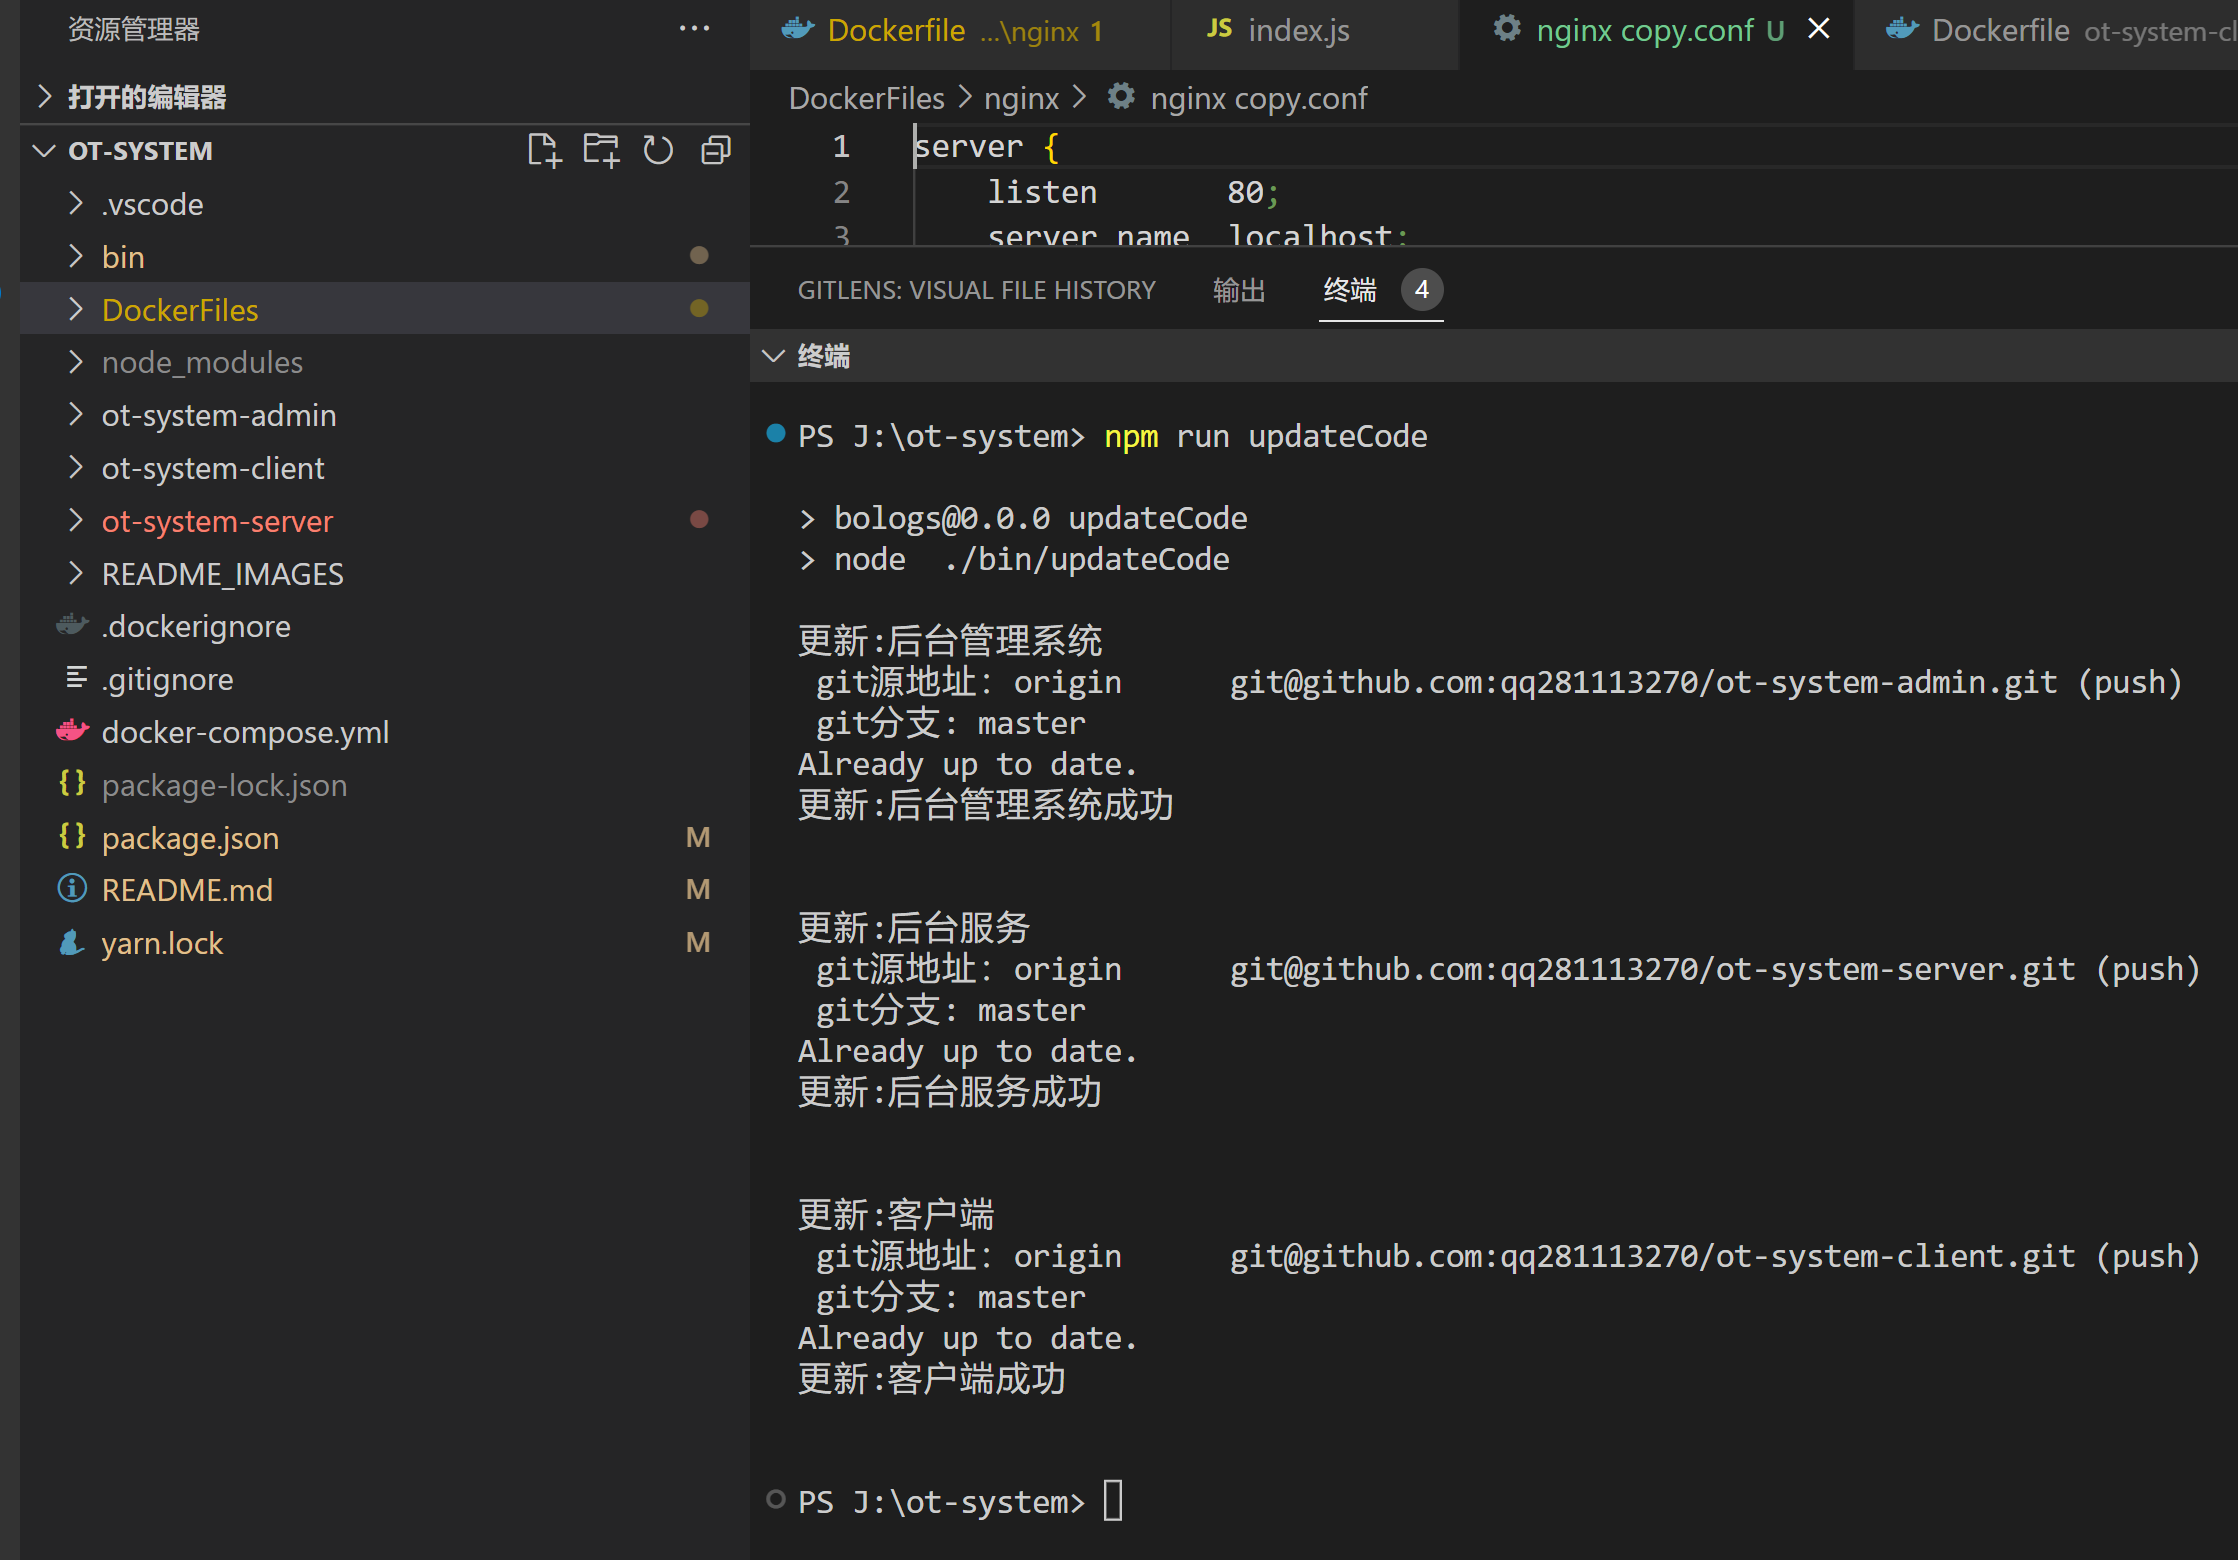 资源管理器
打开的编辑器
OT-SYSTEM
.vscode
bin
DockerFiles
node_modules
ot-system-admin
ot-system-client
ot-system-server
README_IMAGES
.dockerignore
.gitignore
docker-compose.yml
package-lock.json
package.json M
README.md M
yarn.lock M
Dockerfile ...\nginx 1
JS index.js
nginx copy.conf U
Dockerfile ot-system-cl
DockerFiles > nginx > nginx copy.conf
1 server {
2 listen 80;
3 server_name localhost;
GITLENS: VISUAL FILE HISTORY 输出 终端 4
终端
PS J:\ot-system> npm run updateCode
> bologs@0.0.0 updateCode
> node ./bin/updateCode
更新:后台管理系统
git源地址: origin git@github.com:qq281113270/ot-system-admin.git (push)
git分支: master
Already up to date.
更新:后台管理系统成功
更新:后台服务
git源地址: origin git@github.com:qq281113270/ot-system-server.git (push)
git分支: master
Already up to date.
更新:后台服务成功
更新:客户端
git源地址: origin git@github.com:qq281113270/ot-system-client.git (push)
git分支: master
Already up to date.
更新:客户端成功
PS J:\ot-system>